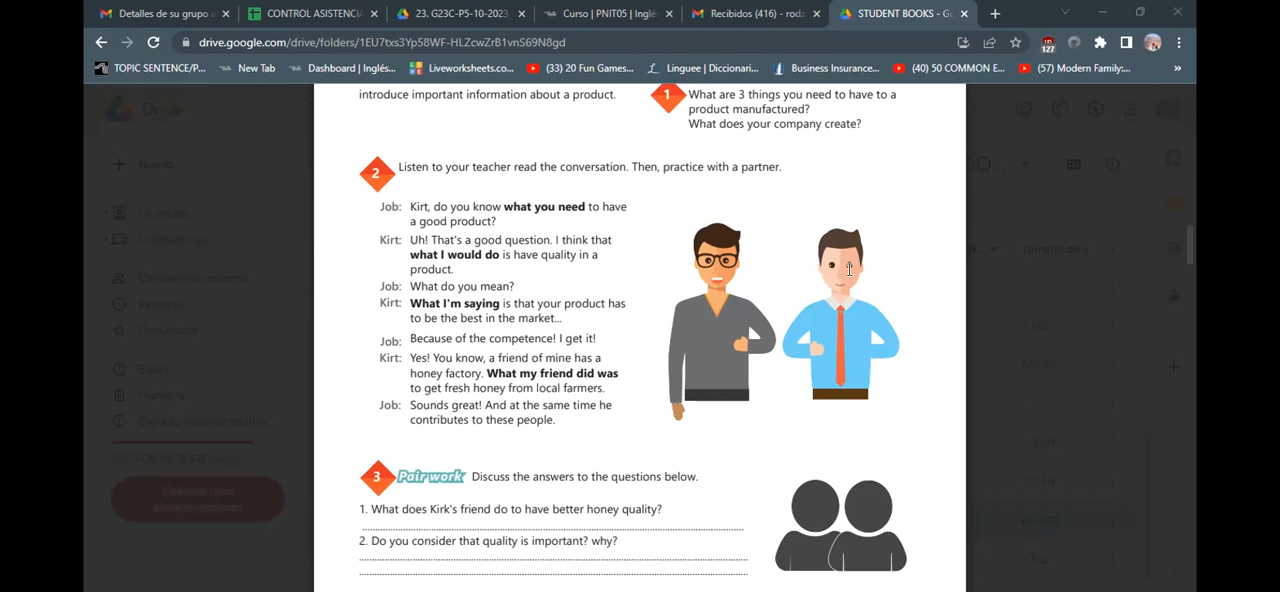 Detalles de su grupo a
CONTROL ASISTENCIA
23. G23C-P5-10-2023
Curso | PNIT05 | Inglés
Recibidos (416) - rodz
STUDENT BOOKS - Go
drive.google.com/drive/folders/1EU7txs3Yp58WF-HLZcwZrB1vnS69N8gd
127
TOPIC SENTENCE/P...
New Tab
Dashboard | Inglés...
Liveworksheets.co...
(33) 20 Fun Games...
Linguee | Diccionari...
Business Insurance...
(40) 50 COMMON E...
(57) Modern Family:...
»
Drive
Nuevo
introduce important information about a product.
1
What are 3 things you need to have to a
product manufactured?
What does your company create?
2
Listen to your teacher read the conversation. Then, practice with a partner.
Job: Kirt, do you know what you need to have
a good product?
Kirt: Uh! That's a good question. I think that
what I would do is have quality in a
product.
Job: What do you mean?
Kirt: What I'm saying is that your product has
to be the best in the market...
Job: Because of the competence! I get it!
Kirt: Yes! You know, a friend of mine has a
honey factory. What my friend did was
to get fresh honey from local farmers.
Job: Sounds great! And at the same time he
contributes to these people.
3
Pair work Discuss the answers to the questions below.
1. What does Kirk's friend do to have better honey quality?
2. Do you consider that quality is important? why?